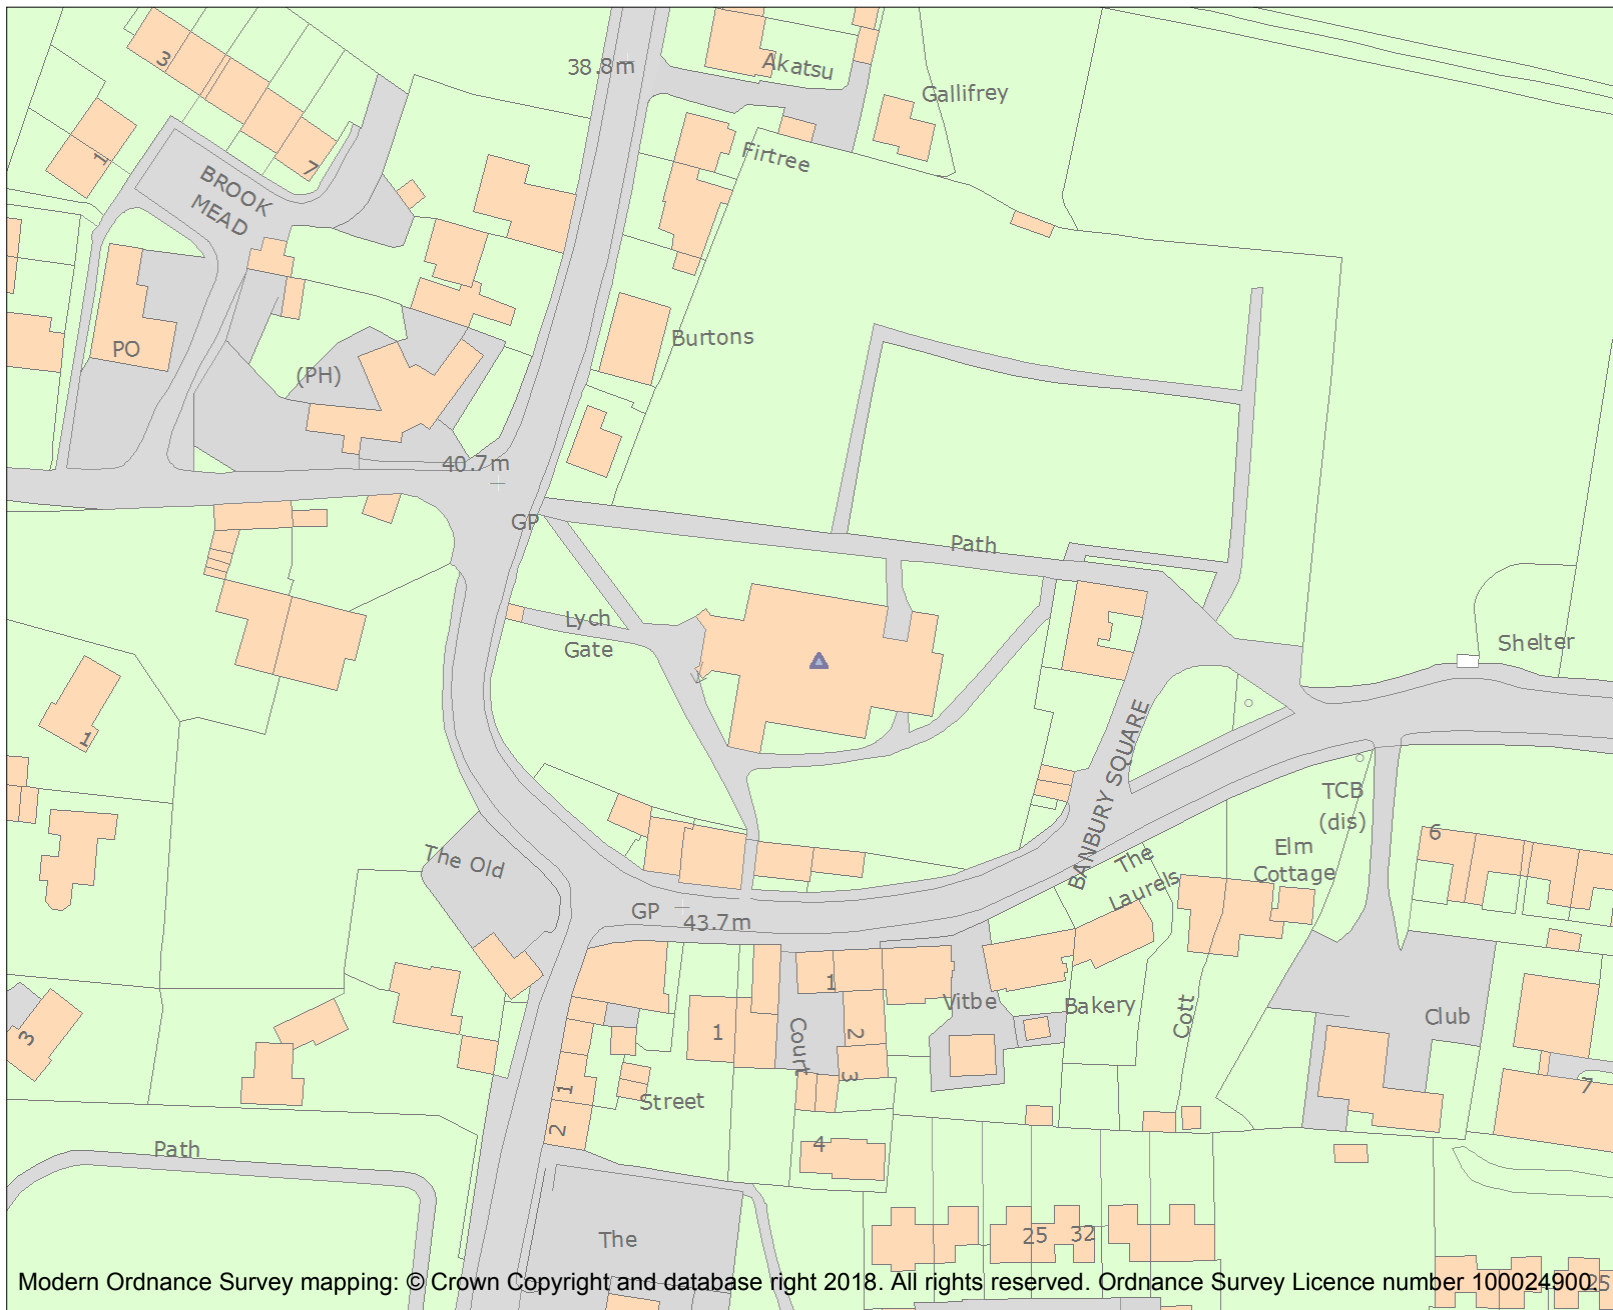 38.8m
Akatsu
Gallifrey
3
1
7
BROOK
MEAD
Firtree
PO
(PH)
Burtons
40.7m
GP
Path
Lych
Gate
Shelter
1
BANBURY SQUARE
TCB
(dis)
The Old
The
Laurels
Elm
Cottage
6
GP
43.7m
1
Vitbe
Bakery
Cott
Club
3
1
Court
2
3
1
Street
2
7
4
Path
The
25
32
25
Modern Ordnance Survey mapping: © Crown Copyright and database right 2018. All rights reserved. Ordnance Survey Licence number 100024900.